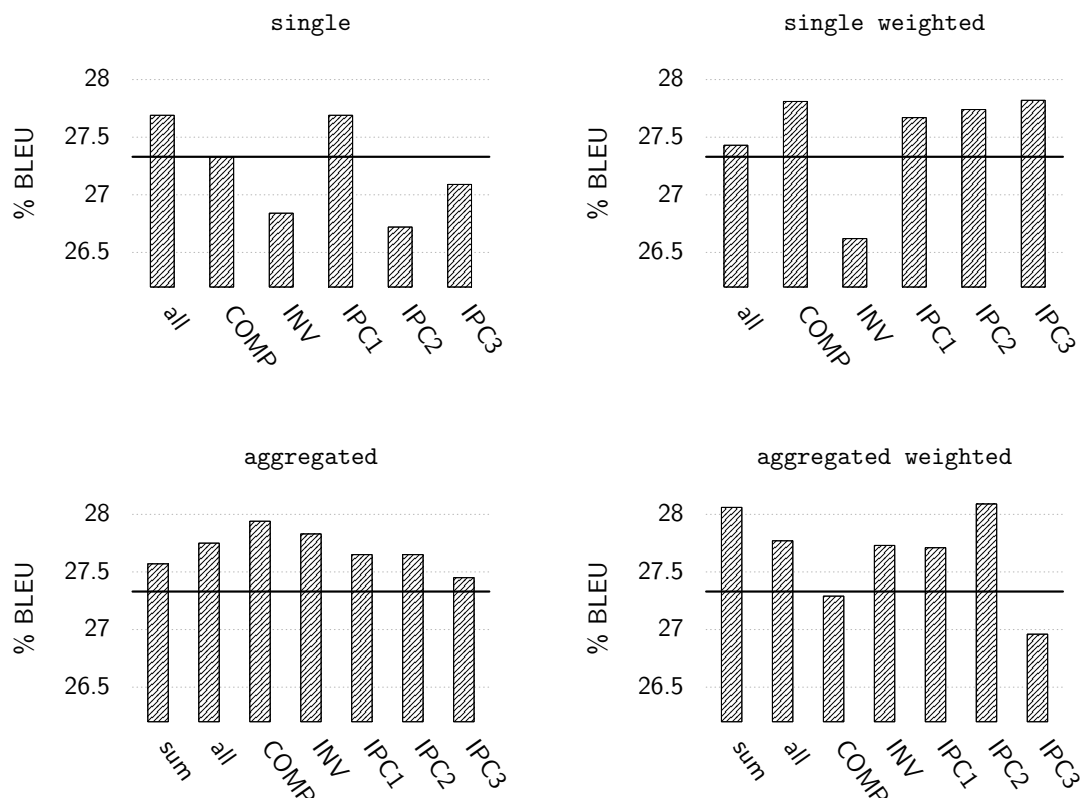 single
% BLEU
28
27.5
27
26.5
all
COMP
INV
IPC1
IPC2
IPC3
single weighted
% BLEU
28
27.5
27
26.5
all
COMP
INV
IPC1
IPC2
IPC3
aggregated
% BLEU
28
27.5
27
26.5
sum
all
COMP
INV
IPC1
IPC2
IPC3
aggregated weighted
% BLEU
28
27.5
27
26.5
sum
all
COMP
INV
IPC1
IPC2
IPC3